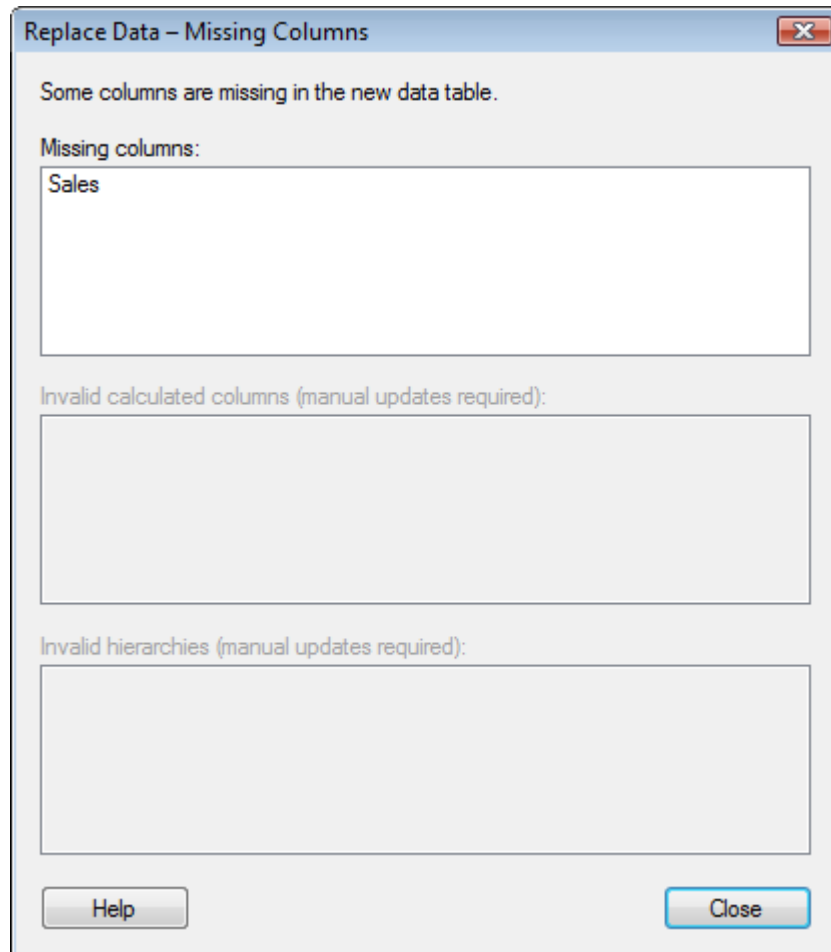 Replace Data – Missing Columns
Some columns are missing in the new data table.
Missing columns:
Sales
Invalid calculated columns (manual updates required):
Invalid hierarchies (manual updates required):
Help
Close